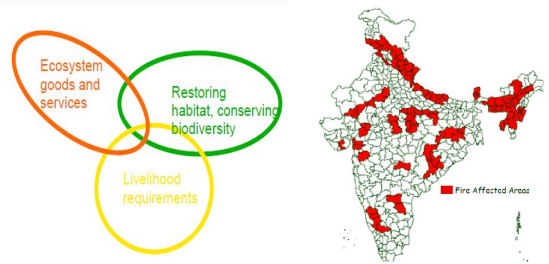 Ecosystem
goods and
services
Restoring
habitat, conserving
biodiversity
Livelihood
requirements
Fire Affected Areas